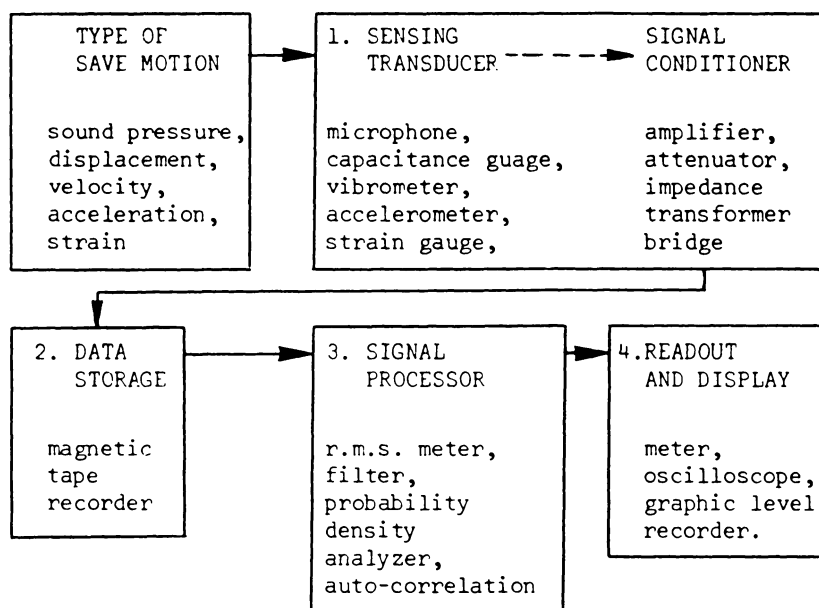 TYPE OF
SAVE MOTION
sound pressure,
displacement,
velocity,
acceleration,
strain
1. SENSING
TRANSDUCER
microphone,
capacitance guage,
vibrometer,
accelerometer,
strain gauge,
SIGNAL
CONDITIONER
amplifier,
attenuator,
impedance
transformer
bridge
2. DATA
STORAGE
magnetic
tape
recorder
3. SIGNAL
PROCESSOR
r.m.s. meter,
filter,
probability
density
analyzer,
auto-correlation
4.READOUT
AND DISPLAY
meter,
oscilloscope,
graphic level
recorder.